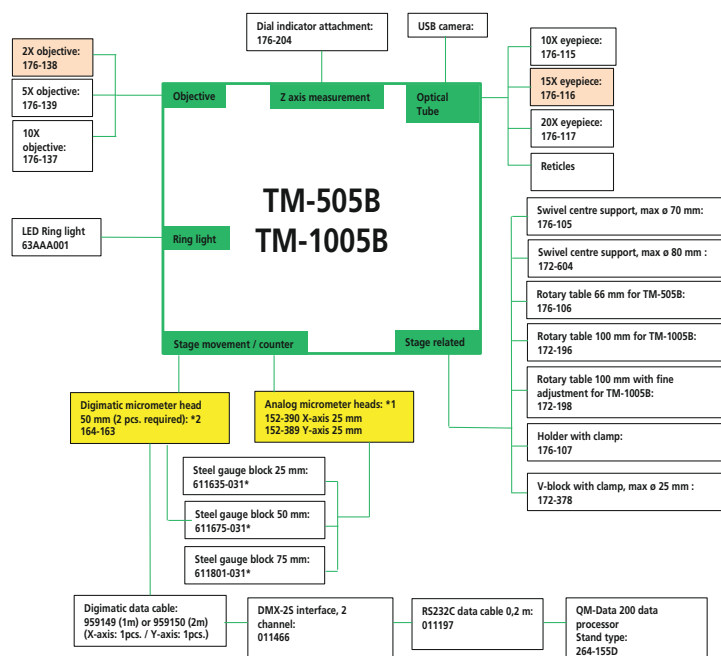 Dial indicator attachment:
176-204
USB camera:
2X objective:
176-138
5X objective:
176-139
10X
objective:
176-137
10X eyepiece:
176-115
15X eyepiece:
176-116
20X eyepiece:
176-117
Reticles
Objective
Z axis measurement
Optical
Tube
TM-505B
TM-1005B
LED Ring light
63AAA001
Ring light
Stage movement / counter
Stage related
Swivel centre support, max ø 70 mm:
176-105
Swivel centre support, max ø 80 mm :
172-604
Rotary table 66 mm for TM-505B:
176-106
Rotary table 100 mm for TM-1005B:
172-196
Rotary table 100 mm with fine
adjustment for TM-1005B:
172-198
Holder with clamp:
176-107
V-block with clamp, max ø 25 mm :
172-378
Digimatic micrometer head
50 mm (2 pcs. required): *2
164-163
Analog micrometer heads: *1
152-390 X-axis 25 mm
152-389 Y-axis 25 mm
Steel gauge block 25 mm:
611635-031*
Steel gauge block 50 mm:
611675-031*
Steel gauge block 75 mm:
611801-031*
Digimatic data cable:
959149 (1m) or 959150 (2m)
(X-axis: 1pcs. / Y-axis: 1pcs.)
DMX-2S interface, 2
channel:
011466
RS232C data cable 0,2 m:
011197
QM-Data 200 data
processor
Stand type:
264-155D